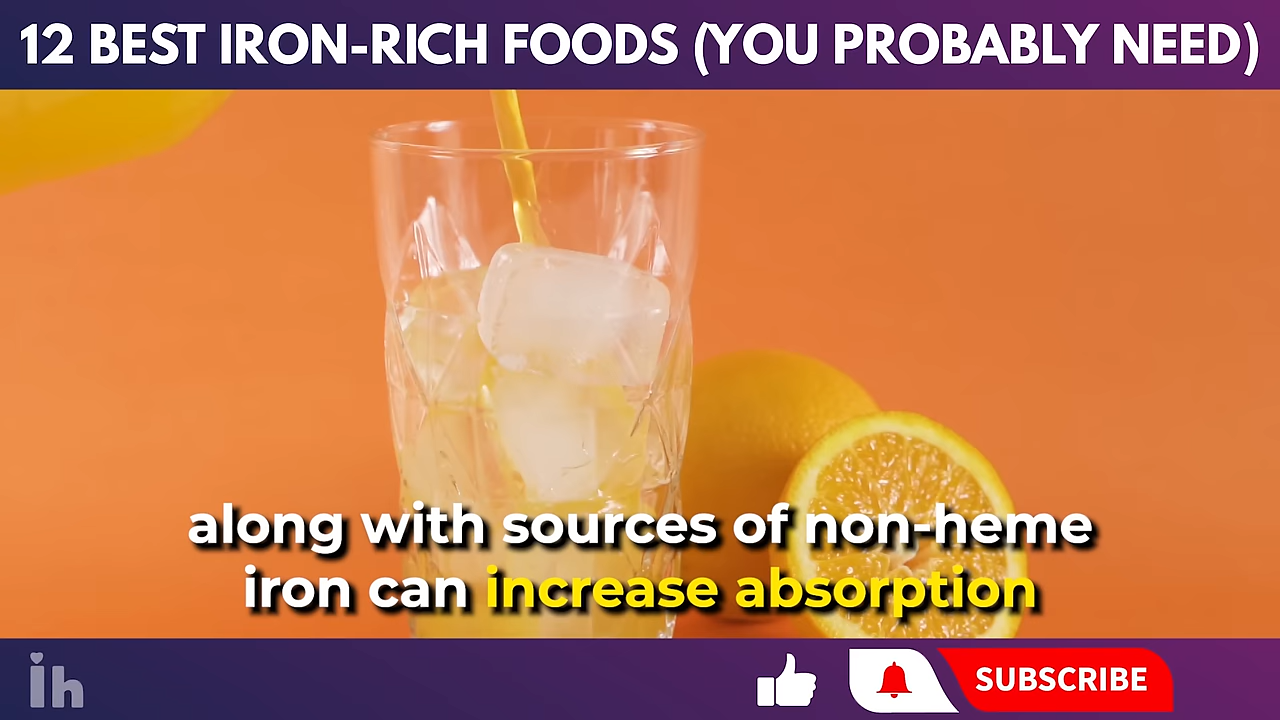 12 BEST IRON-RICH FOODS (YOU PROBABLY NEED)
along with sources of non-heme
iron can increase absorption
ih
SUBSCRIBE